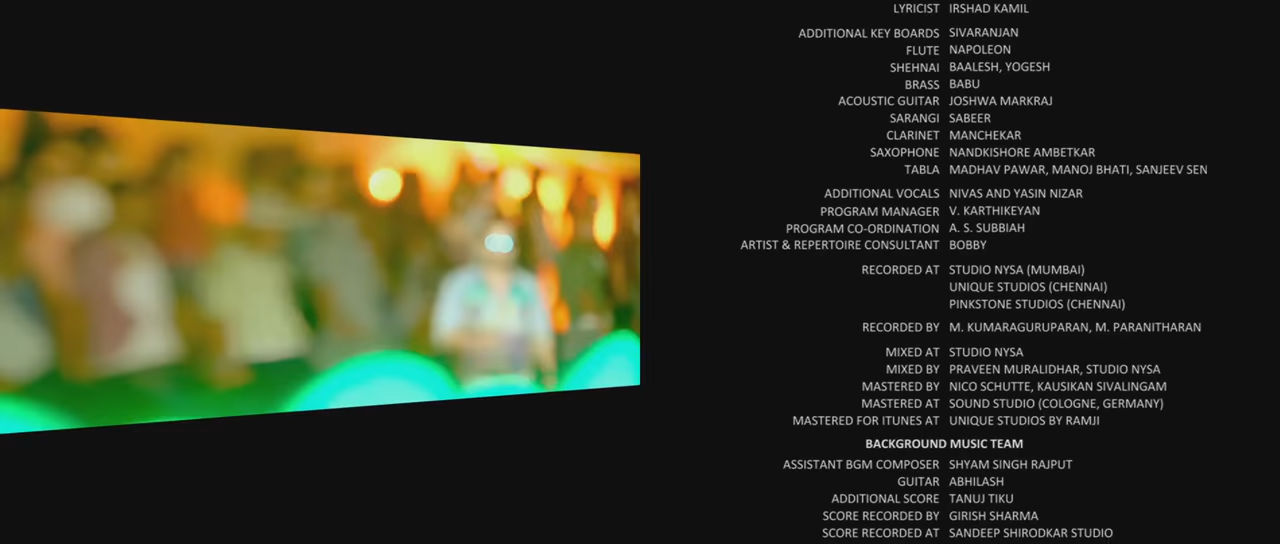 LYRICIST IRSHAD KAMIL
ADDITIONAL KEY BOARDS SIVARANJAN
FLUTE NAPOLEON
SHEHNAI BAALESH, YOGESH
BRASS BABU
ACOUSTIC GUITAR JOSHWA MARKRAJ
SARANGI SABEER
CLARINET MANCHEKAR
SAXOPHONE NANDKISHORE AMBETKAR
TABLA MADHAV PAWAR, MANOJ BHATI, SANJEEV SEN
ADDITIONAL VOCALS NIVAS AND YASIN NIZAR
PROGRAM MANAGER V. KARTHIKEYAN
PROGRAM CO-ORDINATION A. S. SUBBIAH
ARTIST & REPERTOIRE CONSULTANT BOBBY
RECORDED AT STUDIO NYSA (MUMBAI)
UNIQUE STUDIOS (CHENNAI)
PINKSTONE STUDIOS (CHENNAI)
RECORDED BY M. KUMARAGURUPARAN, M. PARANITHARAN
MIXED AT STUDIO NYSA
MIXED BY PRAVEEN MURALIDHAR, STUDIO NYSA
MASTERED BY NICO SCHUTTE, KAUSIKAN SIVALINGAM
MASTERED AT SOUND STUDIO (COLOGNE, GERMANY)
MASTERED FOR ITUNES AT UNIQUE STUDIOS BY RAMJI
BACKGROUND MUSIC TEAM
ASSISTANT BGM COMPOSER SHYAM SINGH RAJPUT
GUITAR ABHILASH
ADDITIONAL SCORE TANUJ TIKU
SCORE RECORDED BY GIRISH SHARMA
SCORE RECORDED AT SANDEEP SHIRODKAR STUDIO